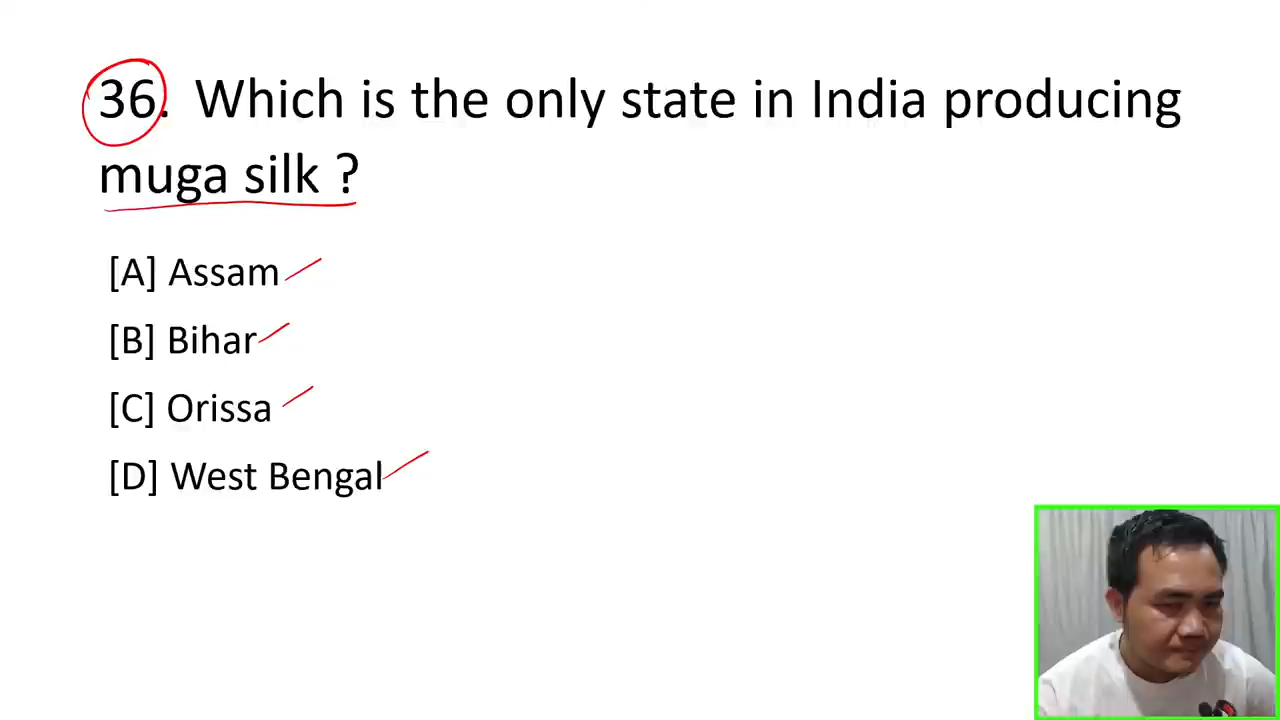 36. Which is the only state in India producing
muga silk ?
[A] Assam
[B] Bihar
[C] Orissa
[D] West Bengal